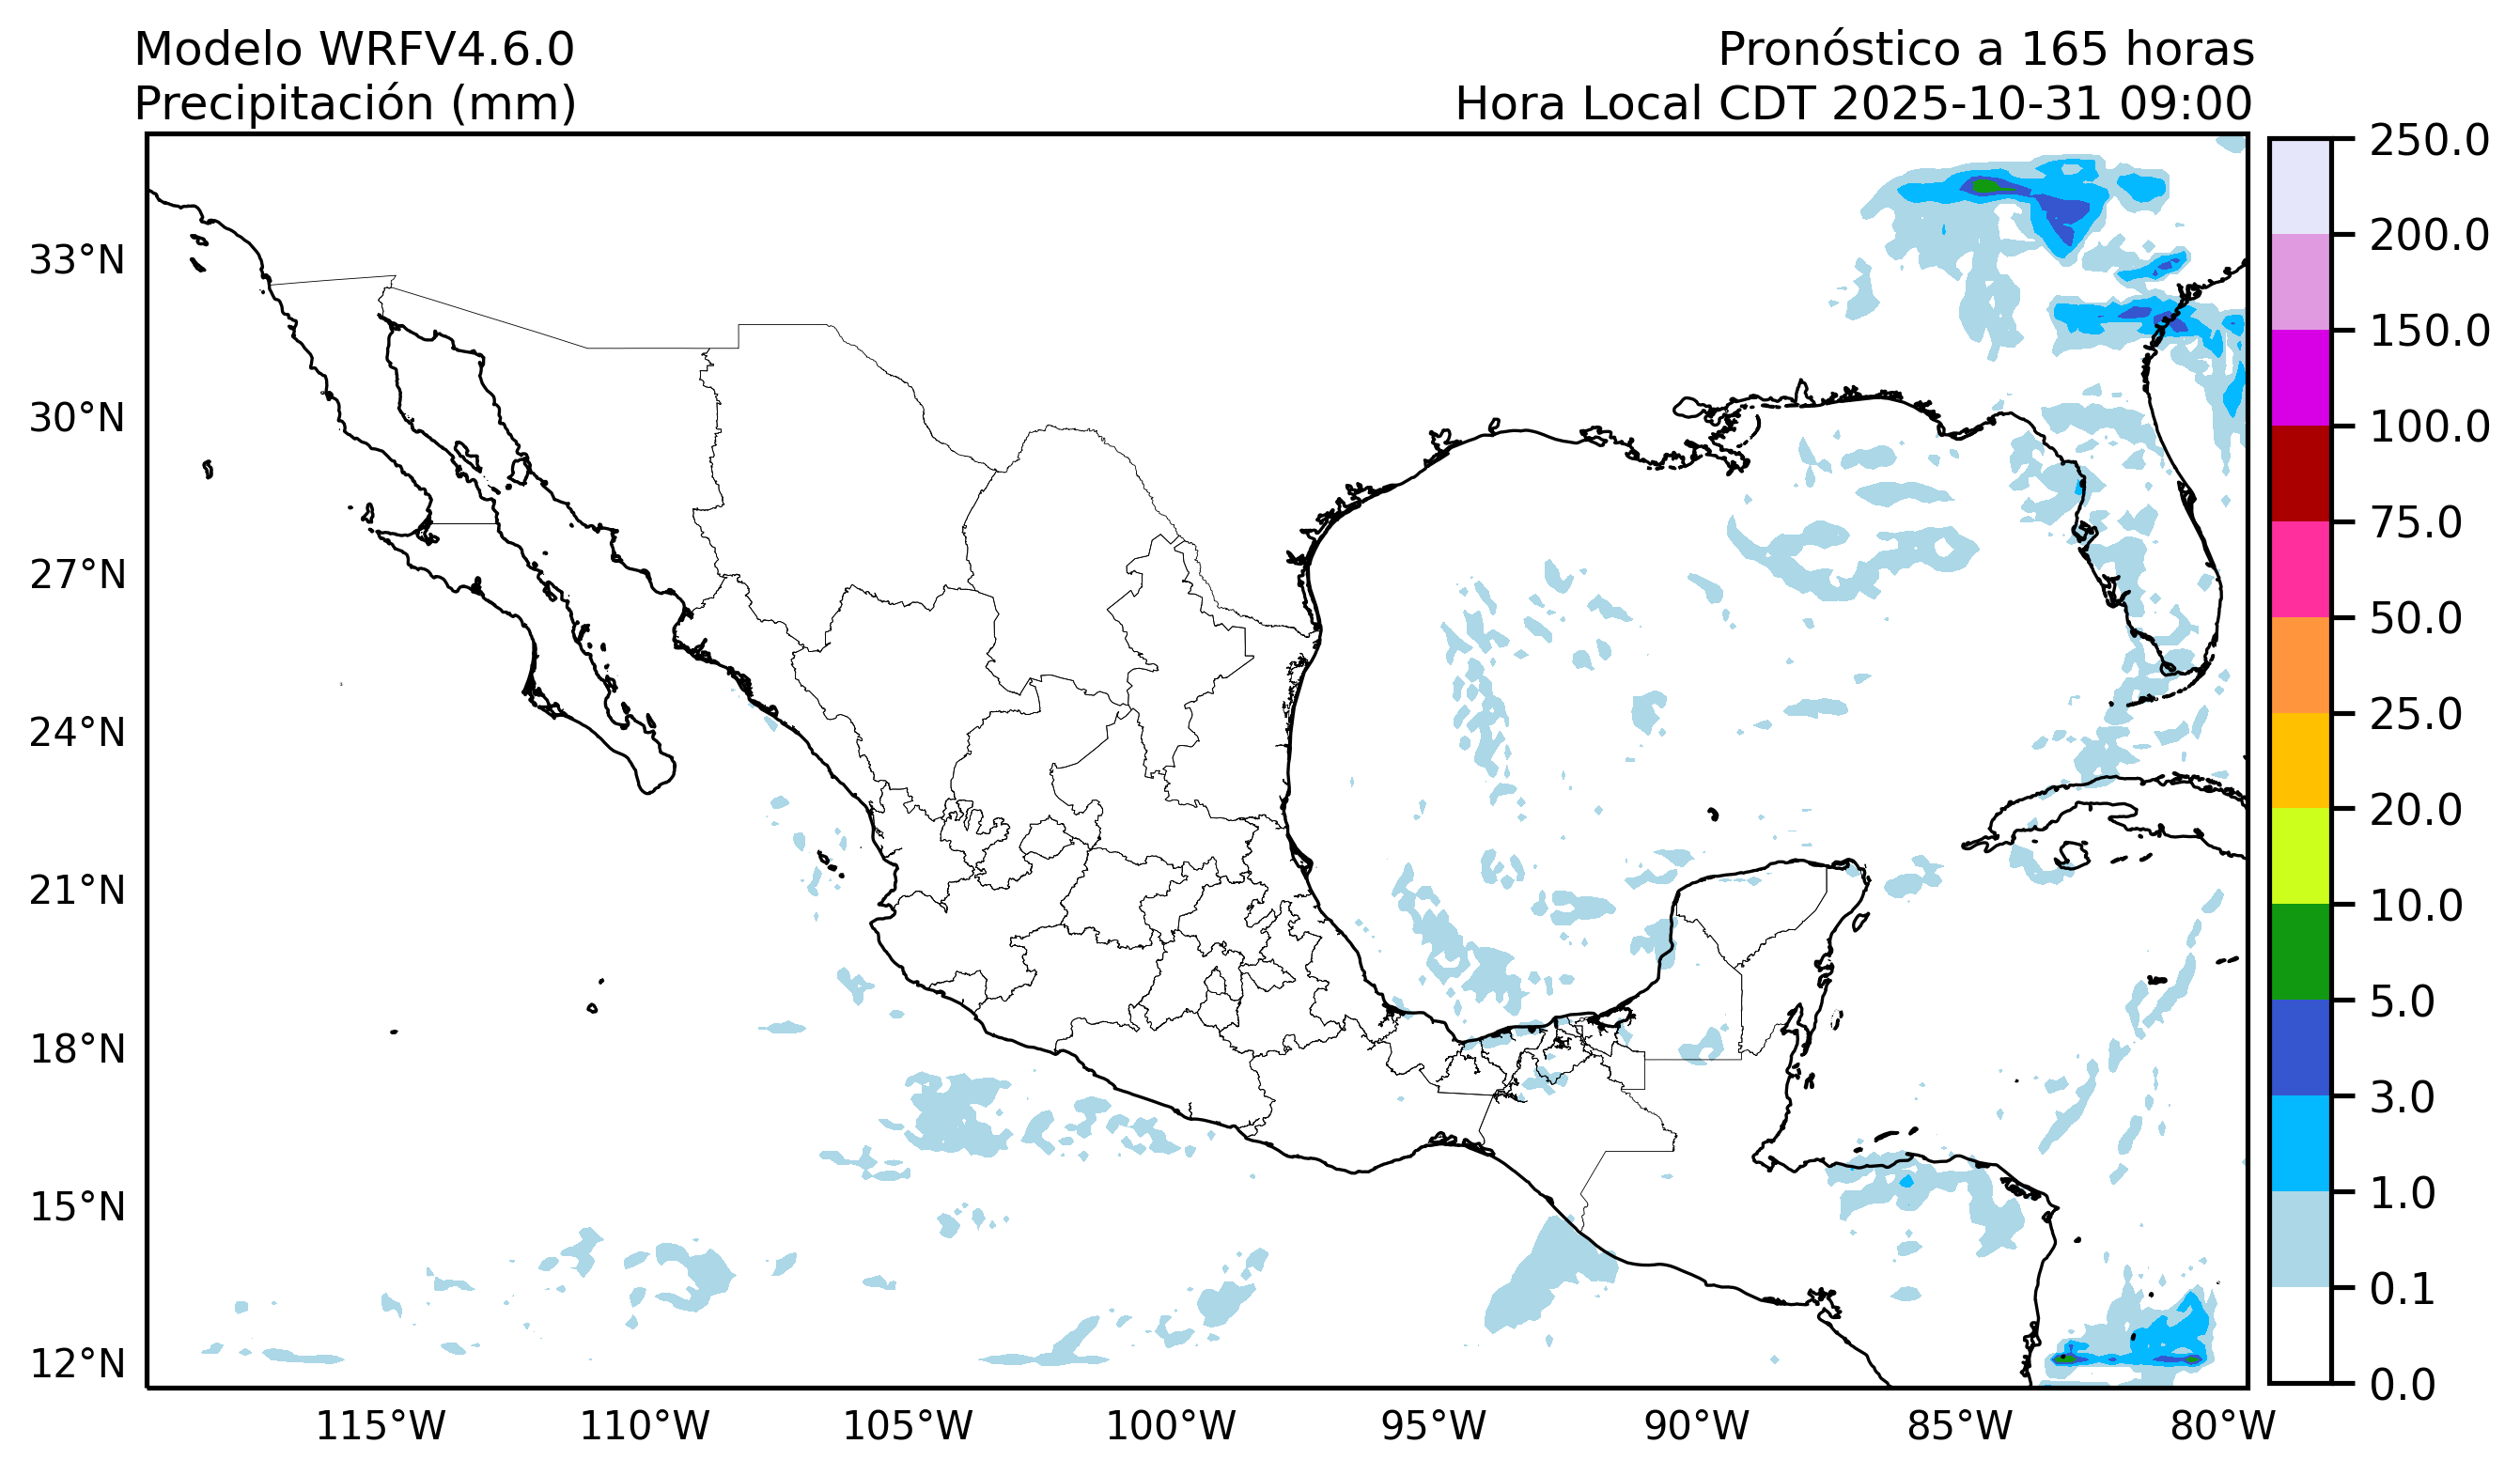 Modelo WRFV4.6.0
Precipitación (mm)
Pronóstico a 165 horas
Hora Local CDT 2025-10-31 09:00
33°N
30°N
27°N
24°N
21°N
18°N
15°N
12°N
115°W
110°W
105°W
100°W
95°W
90°W
85°W
80°W
250.0
200.0
150.0
100.0
75.0
50.0
25.0
20.0
10.0
5.0
3.0
1.0
0.1
0.0